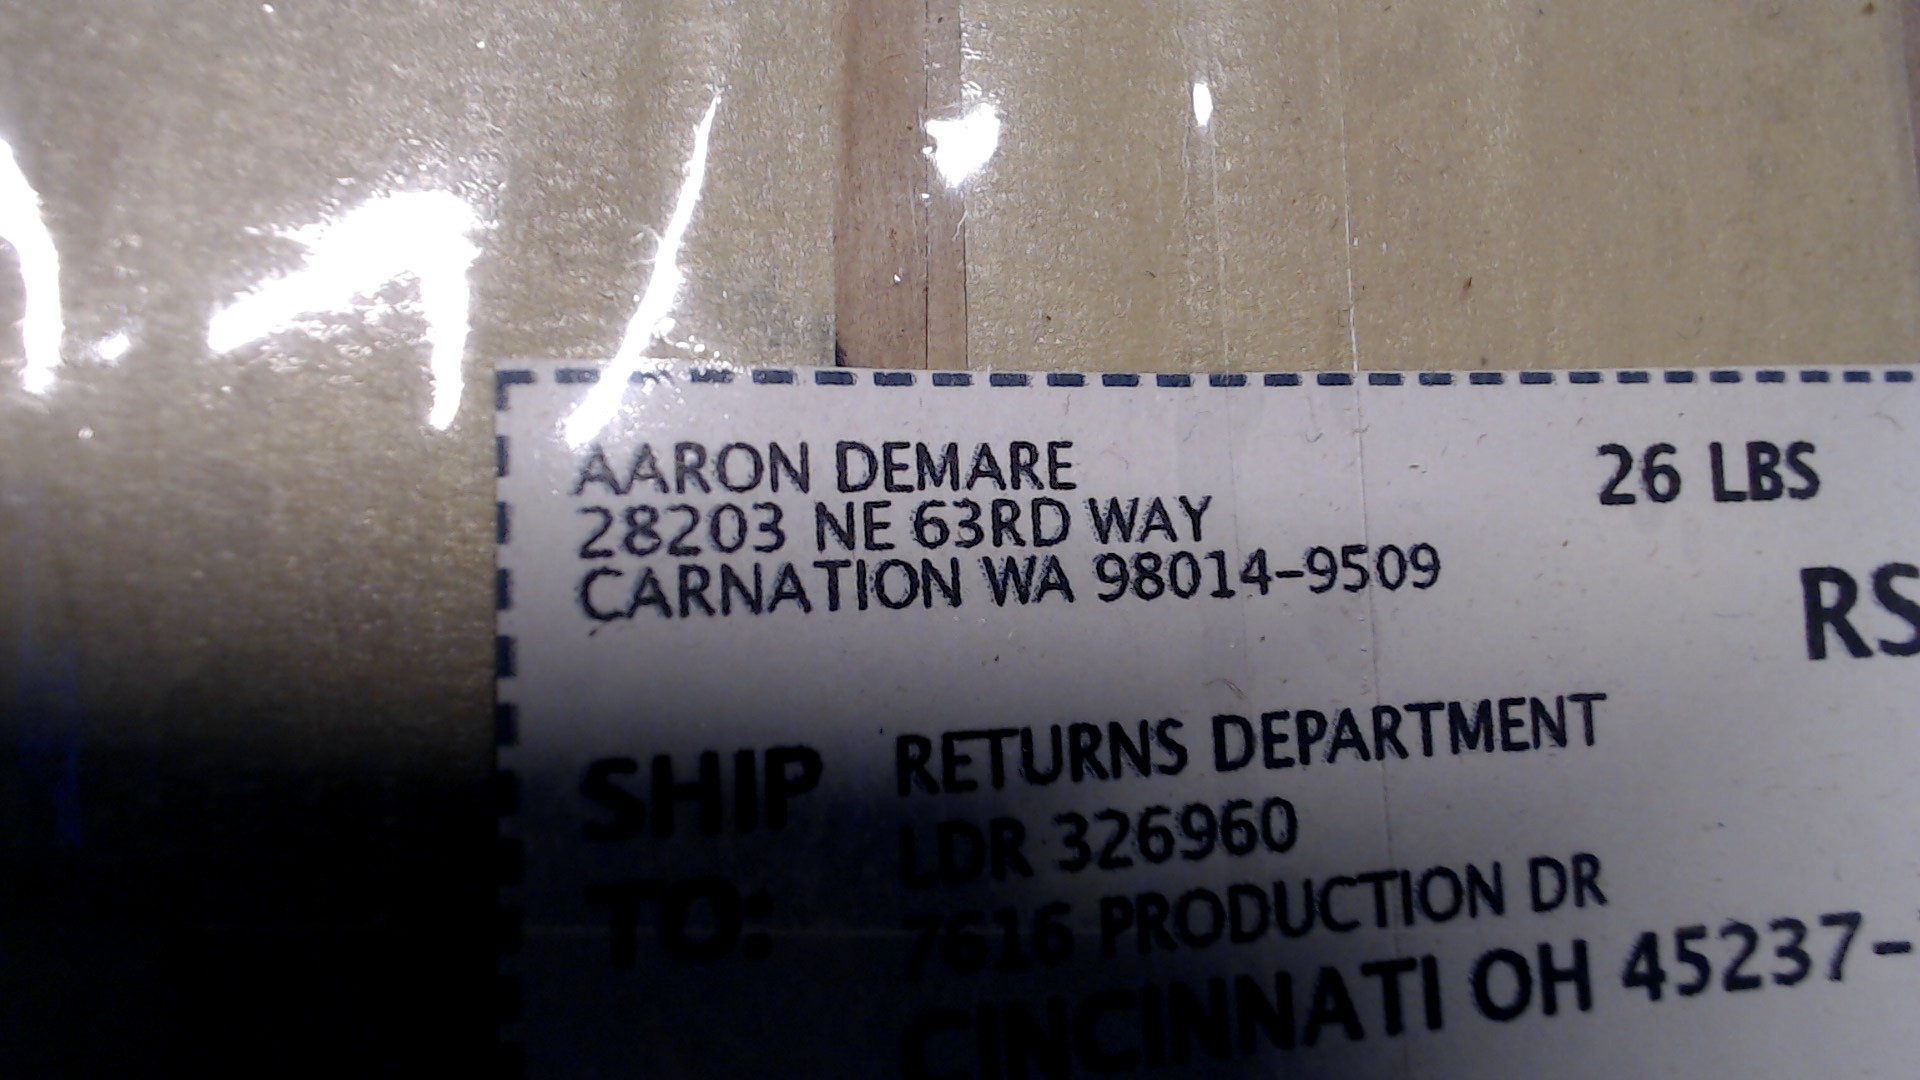 AARON DEMARE
28203 NE 63RD WAY
CARNATION WA 98014-9509
26 LBS
RS
SHIP TO:
RETURNS DEPARTMENT
LDR 326960
7616 PRODUCTION DR
CINCINNATI OH 45237-